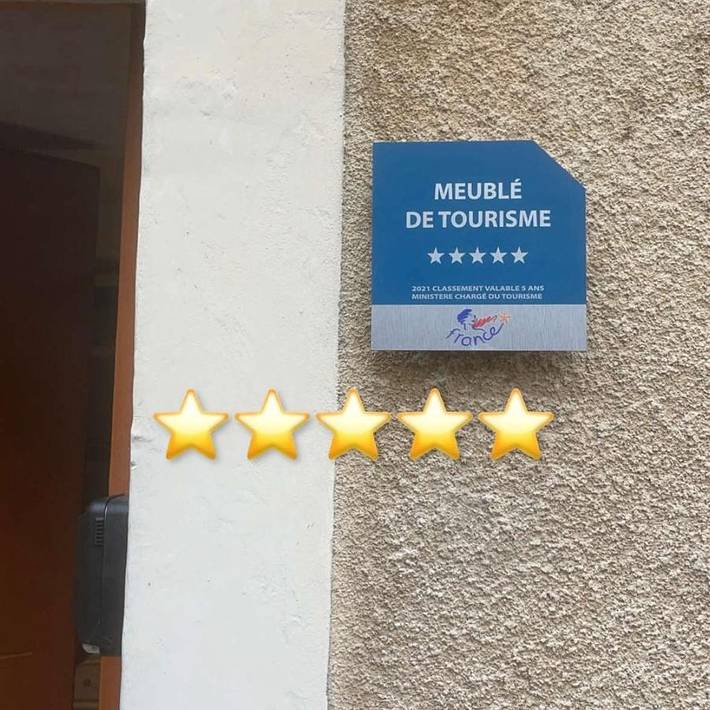 MEUBLÉ
DE TOURISME
2021 CLASSEMENT VALABLE 5 ANS
MINISTERE CHARGÉ DU TOURISME
france